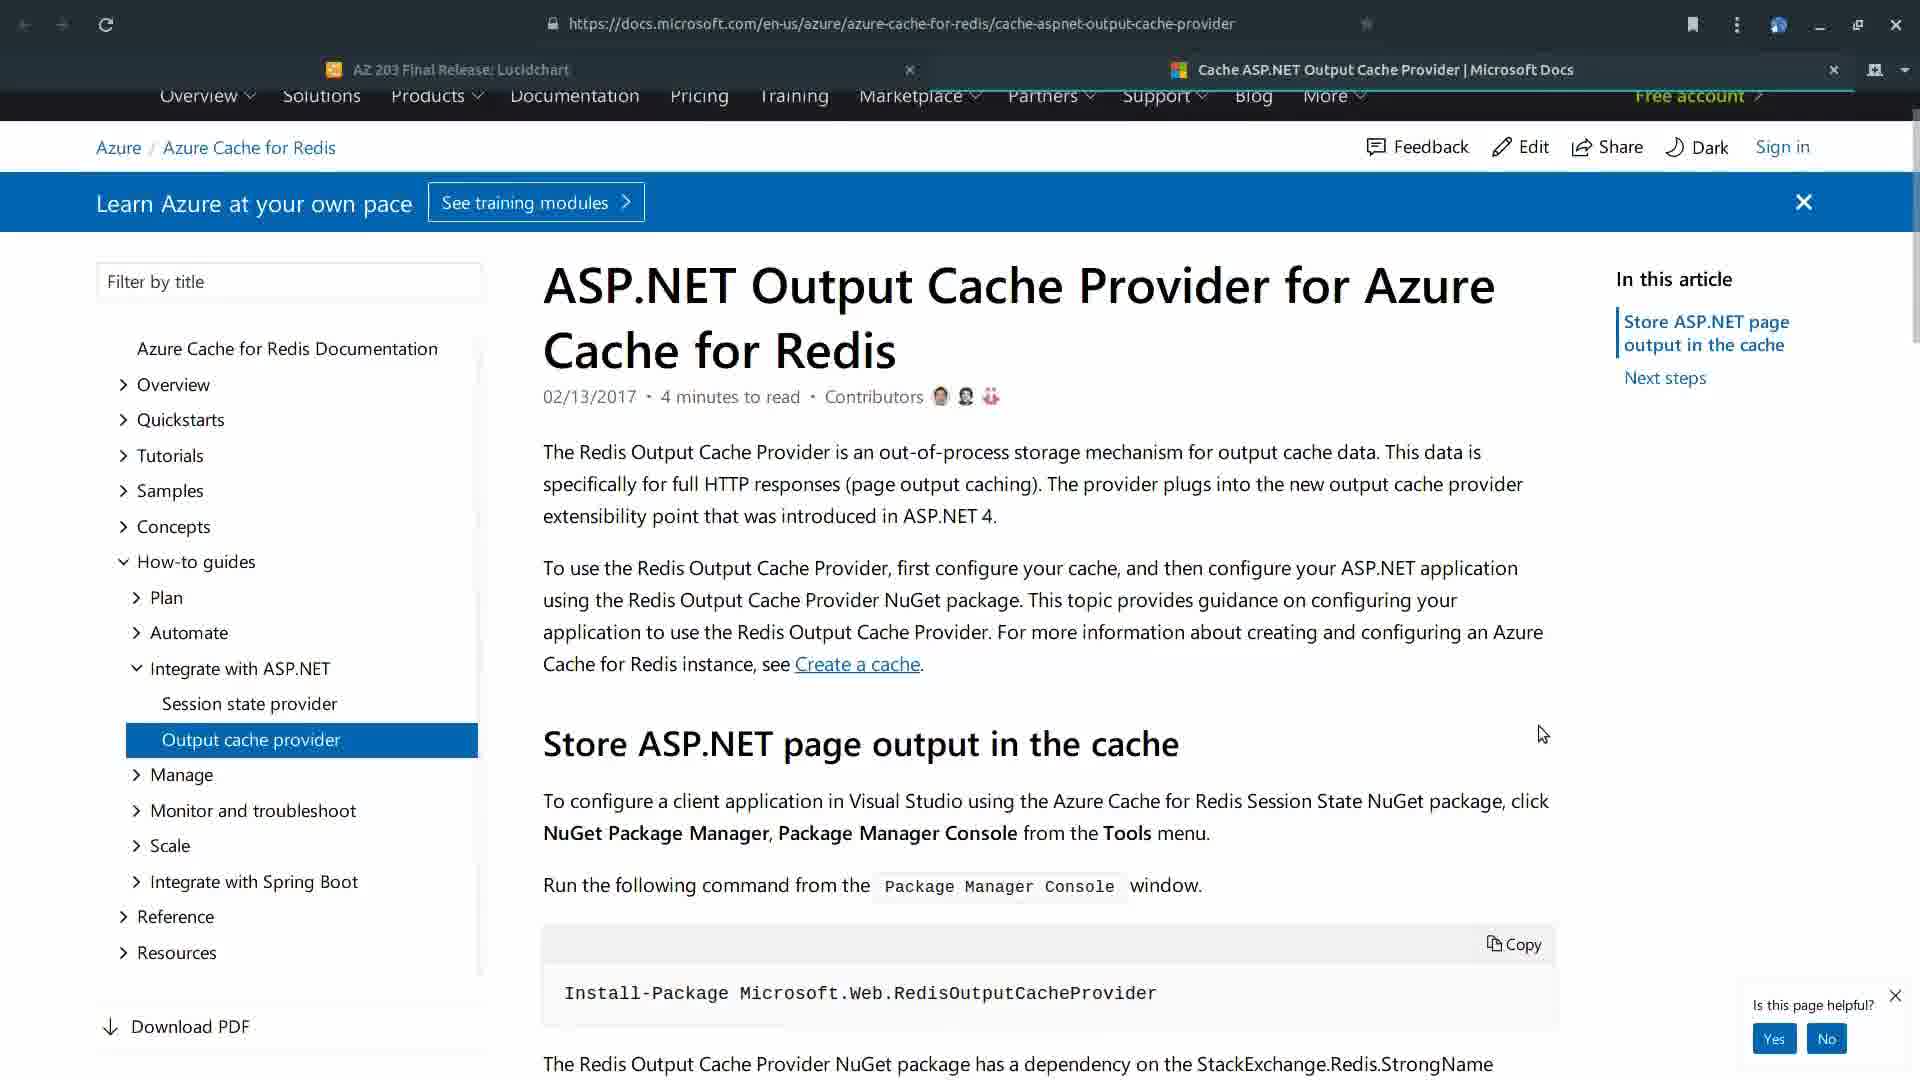 https://docs.microsoft.com/en-us/azure/azure-cache-for-redis/cache-aspnet-output-cache-provider
AZ 203 Final Release: Lucidchart
Cache ASP.NET Output Cache Provider | Microsoft Docs
Overview Solutions Products Documentation Pricing Training Marketplace Partners Support Blog More Free account
Azure / Azure Cache for Redis
Feedback Edit Share Dark Sign in
Learn Azure at your own pace See training modules
Filter by title
Azure Cache for Redis Documentation
Overview
Quickstarts
Tutorials
Samples
Concepts
How-to guides
Plan
Automate
Integrate with ASP.NET
Session state provider
Output cache provider
Manage
Monitor and troubleshoot
Scale
Integrate with Spring Boot
Reference
Resources
Download PDF
ASP.NET Output Cache Provider for Azure
Cache for Redis
02/13/2017 • 4 minutes to read • Contributors
The Redis Output Cache Provider is an out-of-process storage mechanism for output cache data. This data is
specifically for full HTTP responses (page output caching). The provider plugs into the new output cache provider
extensibility point that was introduced in ASP.NET 4.
To use the Redis Output Cache Provider, first configure your cache, and then configure your ASP.NET application
using the Redis Output Cache Provider NuGet package. This topic provides guidance on configuring your
application to use the Redis Output Cache Provider. For more information about creating and configuring an Azure
Cache for Redis instance, see Create a cache.
Store ASP.NET page output in the cache
To configure a client application in Visual Studio using the Azure Cache for Redis Session State NuGet package, click
NuGet Package Manager, Package Manager Console from the Tools menu.
Run the following command from the Package Manager Console window.
Copy
Install-Package Microsoft.Web.RedisOutputCacheProvider
The Redis Output Cache Provider NuGet package has a dependency on the StackExchange.Redis.StrongName
In this article
Store ASP.NET page
output in the cache
Next steps
Is this page helpful?
Yes No